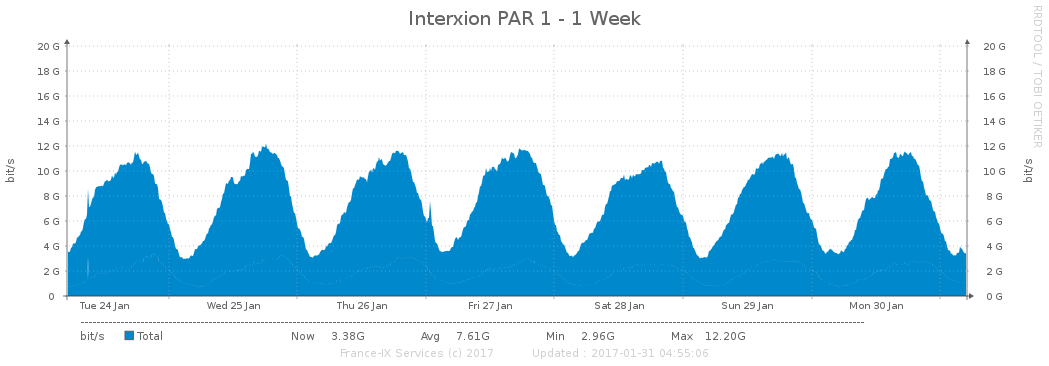 Interxion PAR 1 - 1 Week
RRDTOOL / TOBI OETIKER
bit/s
20 G 20 G
18 G 18 G
16 G 16 G
14 G 14 G
12 G 12 G
10 G 10 G
8 G 8 G
6 G 6 G
4 G 4 G
2 G 2 G
0 0 G
bit/s
Tue 24 Jan Wed 25 Jan Thu 26 Jan Fri 27 Jan Sat 28 Jan Sun 29 Jan Mon 30 Jan
bit/s Total Now 3.38G Avg 7.61G Min 2.96G Max 12.20G
France-IX Services (c) 2017 Updated : 2017-01-31 04:55:06